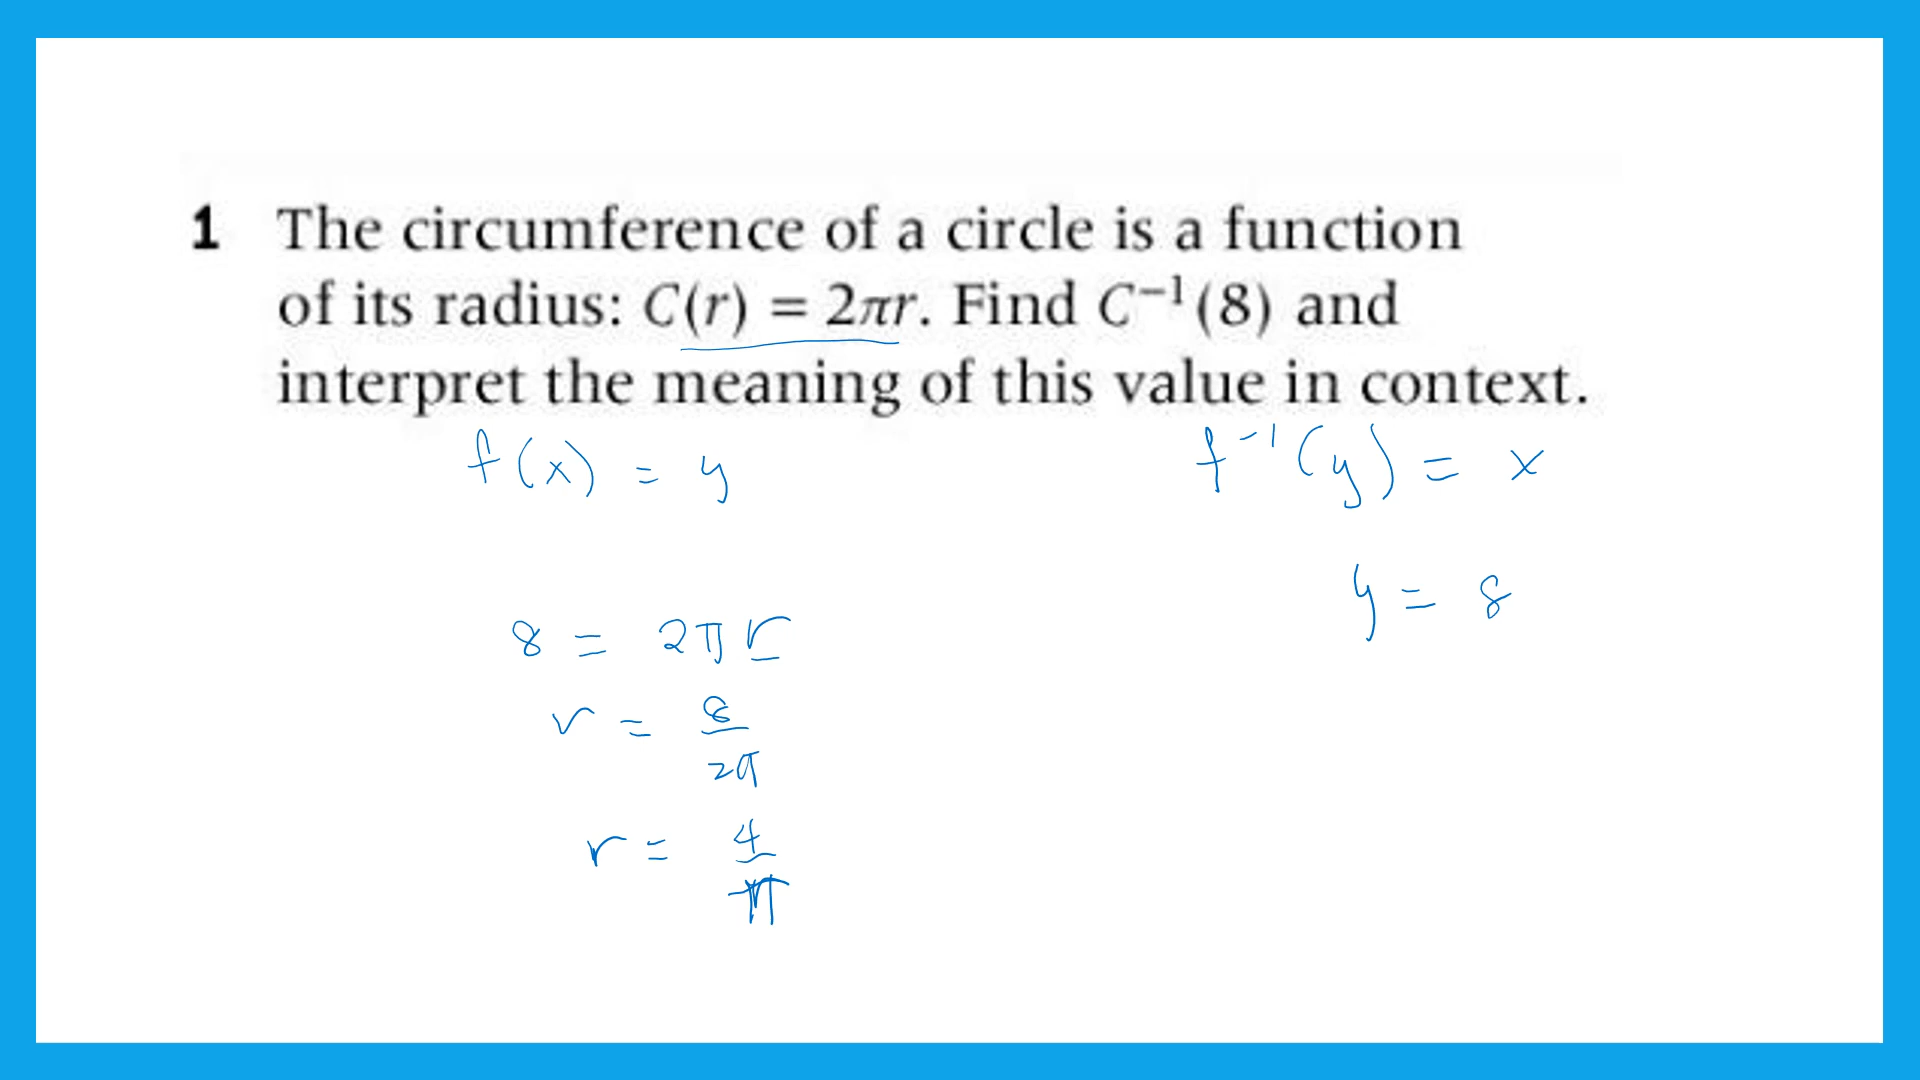 1 The circumference of a circle is a function
of its radius: C(r) = 2πr. Find C⁻¹(8) and
interpret the meaning of this value in context.
f(x) = y
f⁻¹(y) = x
y = 8
8 = 2πr
r = 8/2π
r = 4/π